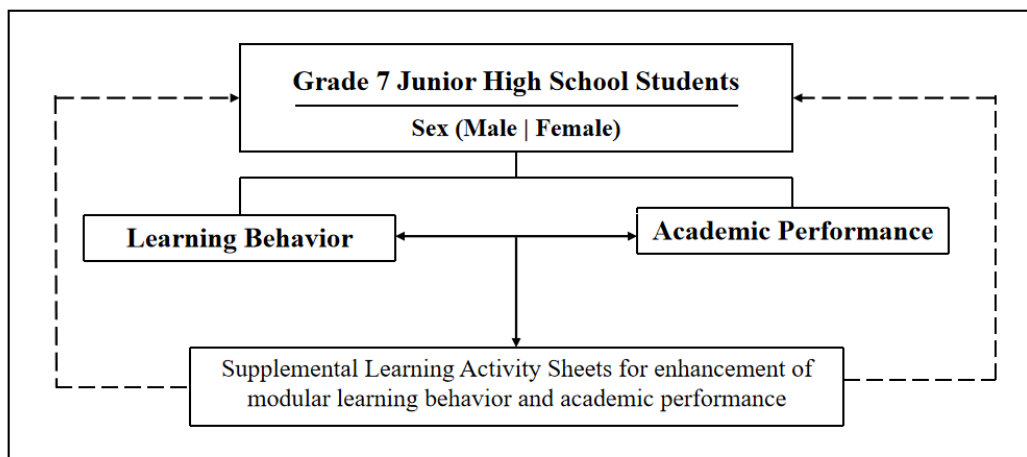 Grade 7 Junior High School Students
Sex (Male | Female)
Learning Behavior
Academic Performance
Supplemental Learning Activity Sheets for enhancement of
modular learning behavior and academic performance